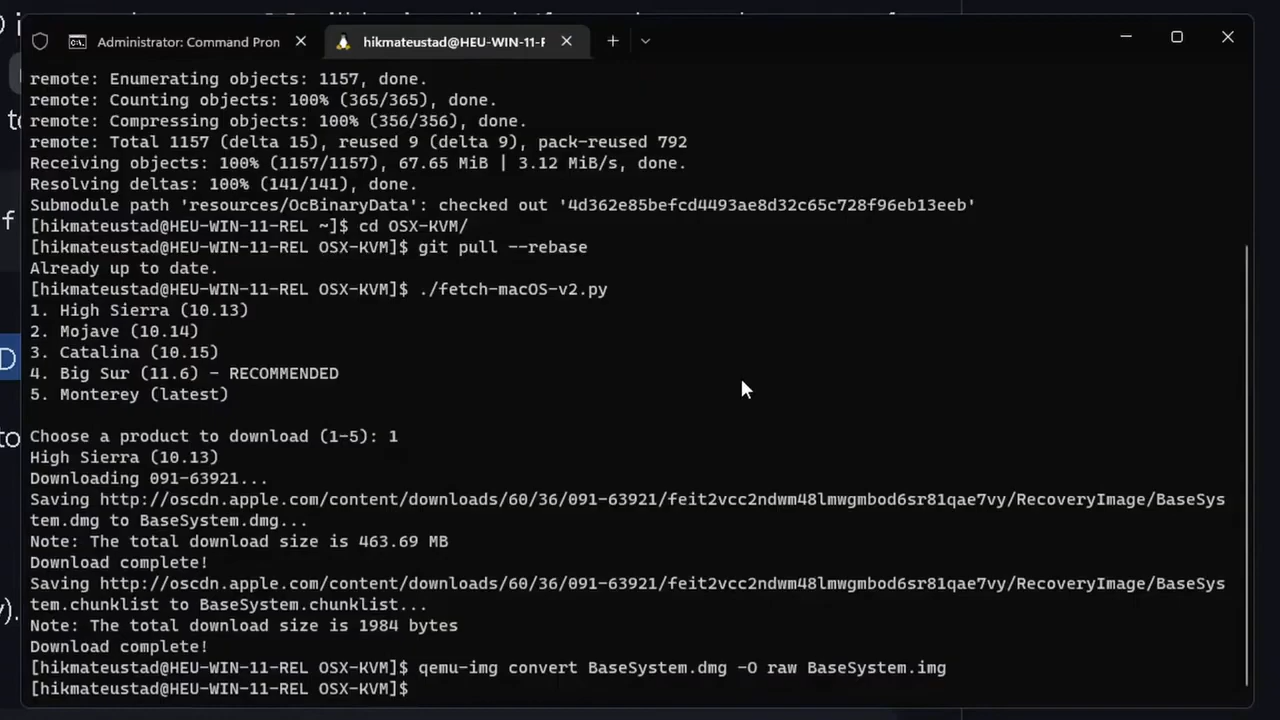 Administrator: Command Pron
hikmateustad@HEU-WIN-11-F
remote: Enumerating objects: 1157, done.
remote: Counting objects: 100% (365/365), done.
remote: Compressing objects: 100% (356/356), done.
remote: Total 1157 (delta 15), reused 9 (delta 9), pack-reused 792
Receiving objects: 100% (1157/1157), 67.65 MiB | 3.12 MiB/s, done.
Resolving deltas: 100% (141/141), done.
Submodule path 'resources/OcBinaryData': checked out '4d362e85befcd4493ae8d32c65c728f96eb13eeb'
[hikmateustad@HEU-WIN-11-REL ~]$ cd OSX-KVM/
[hikmateustad@HEU-WIN-11-REL OSX-KVM]$ git pull --rebase
Already up to date.
[hikmateustad@HEU-WIN-11-REL OSX-KVM]$ ./fetch-macOS-v2.py
1. High Sierra (10.13)
2. Mojave (10.14)
3. Catalina (10.15)
4. Big Sur (11.6) - RECOMMENDED
5. Monterey (latest)
Choose a product to download (1-5): 1
High Sierra (10.13)
Downloading 091-63921...
Saving http://oscdn.apple.com/content/downloads/60/36/091-63921/feit2vcc2ndwm48lmwgmbod6sr81qae7vy/RecoveryImage/BaseSys
tem.dmg to BaseSystem.dmg...
Note: The total download size is 463.69 MB
Download complete!
Saving http://oscdn.apple.com/content/downloads/60/36/091-63921/feit2vcc2ndwm48lmwgmbod6sr81qae7vy/RecoveryImage/BaseSys
tem.chunklist to BaseSystem.chunklist...
Note: The total download size is 1984 bytes
Download complete!
[hikmateustad@HEU-WIN-11-REL OSX-KVM]$ qemu-img convert BaseSystem.dmg -O raw BaseSystem.img
[hikmateustad@HEU-WIN-11-REL OSX-KVM]$